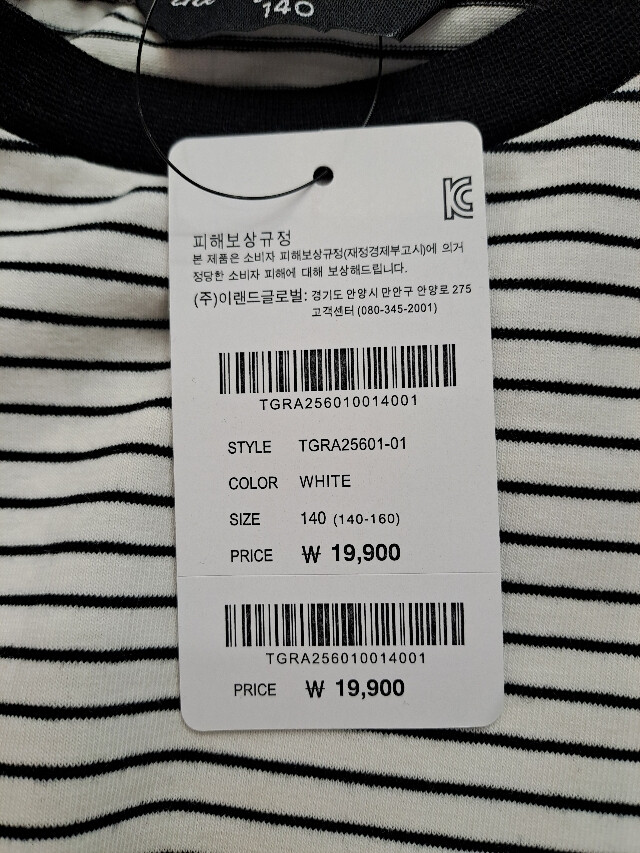 140
피해보상규정
본 제품은 소비자 피해보상규정(재정경제부고시)에 의거
정당한 소비자 피해에 대해 보상해드립니다.
(주)이랜드글로벌: 경기도 안양시 만안구 안양로 275
고객센터 (080-345-2001)
TGRA256010014001
STYLE TGRA25601-01
COLOR WHITE
SIZE 140 (140-160)
PRICE ₩ 19,900
TGRA256010014001
PRICE ₩ 19,900